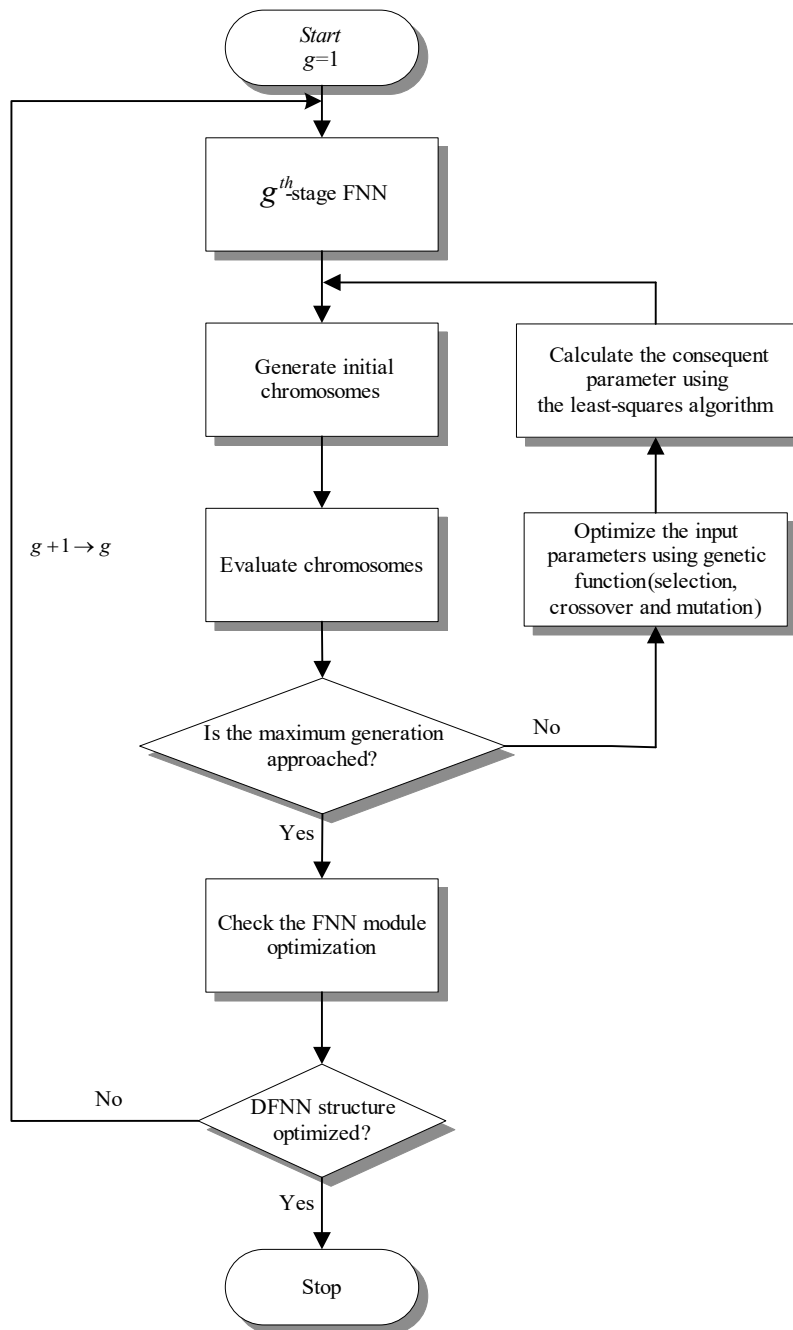 Start
g=1
g^th-stage FNN
Generate initial
chromosomes
Calculate the consequent
parameter using
the least-squares algorithm
Evaluate chromosomes
Optimize the input
parameters using genetic
function(selection,
crossover and mutation)
g+1→g
Is the maximum generation
approached?
No
Yes
Check the FNN module
optimization
No
DFNN structure
optimized?
Yes
Stop